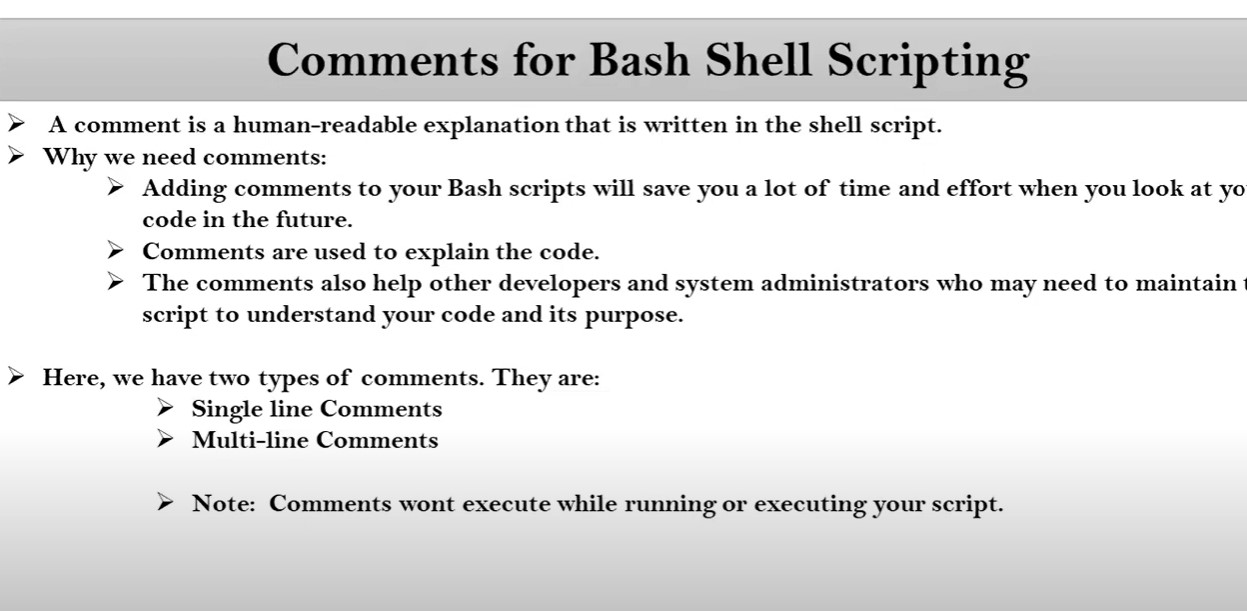 Comments for Bash Shell Scripting
A comment is a human-readable explanation that is written in the shell script.
Why we need comments:
Adding comments to your Bash scripts will save you a lot of time and effort when you look at
code in the future.
Comments are used to explain the code.
The comments also help other developers and system administrators who may need to maintain
script to understand your code and its purpose.
Here, we have two types of comments. They are:
Single line Comments
Multi-line Comments
Note: Comments wont execute while running or executing your script.